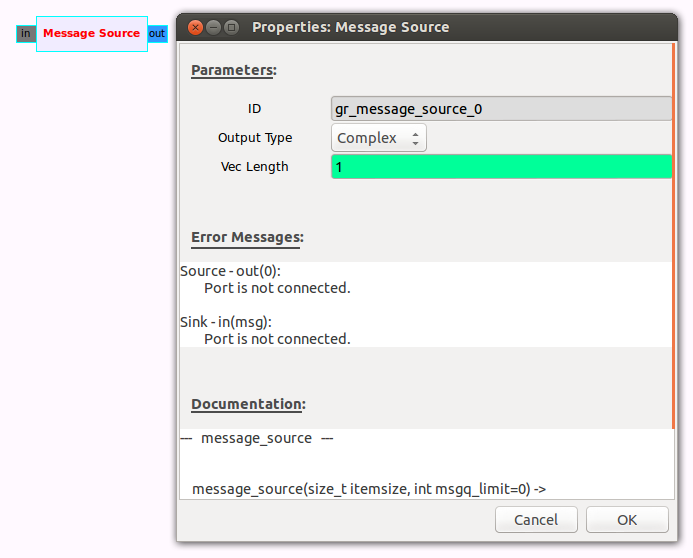 in Message Source out
Properties: Message Source
Parameters:
ID gr_message_source_0
Output Type Complex
Vec Length 1
Error Messages:
Source - out(0):
Port is not connected.
Sink - in(msg):
Port is not connected.
Documentation:
--- message_source ---
message_source(size_t itemsize, int msgq_limit=0) ->
Cancel OK